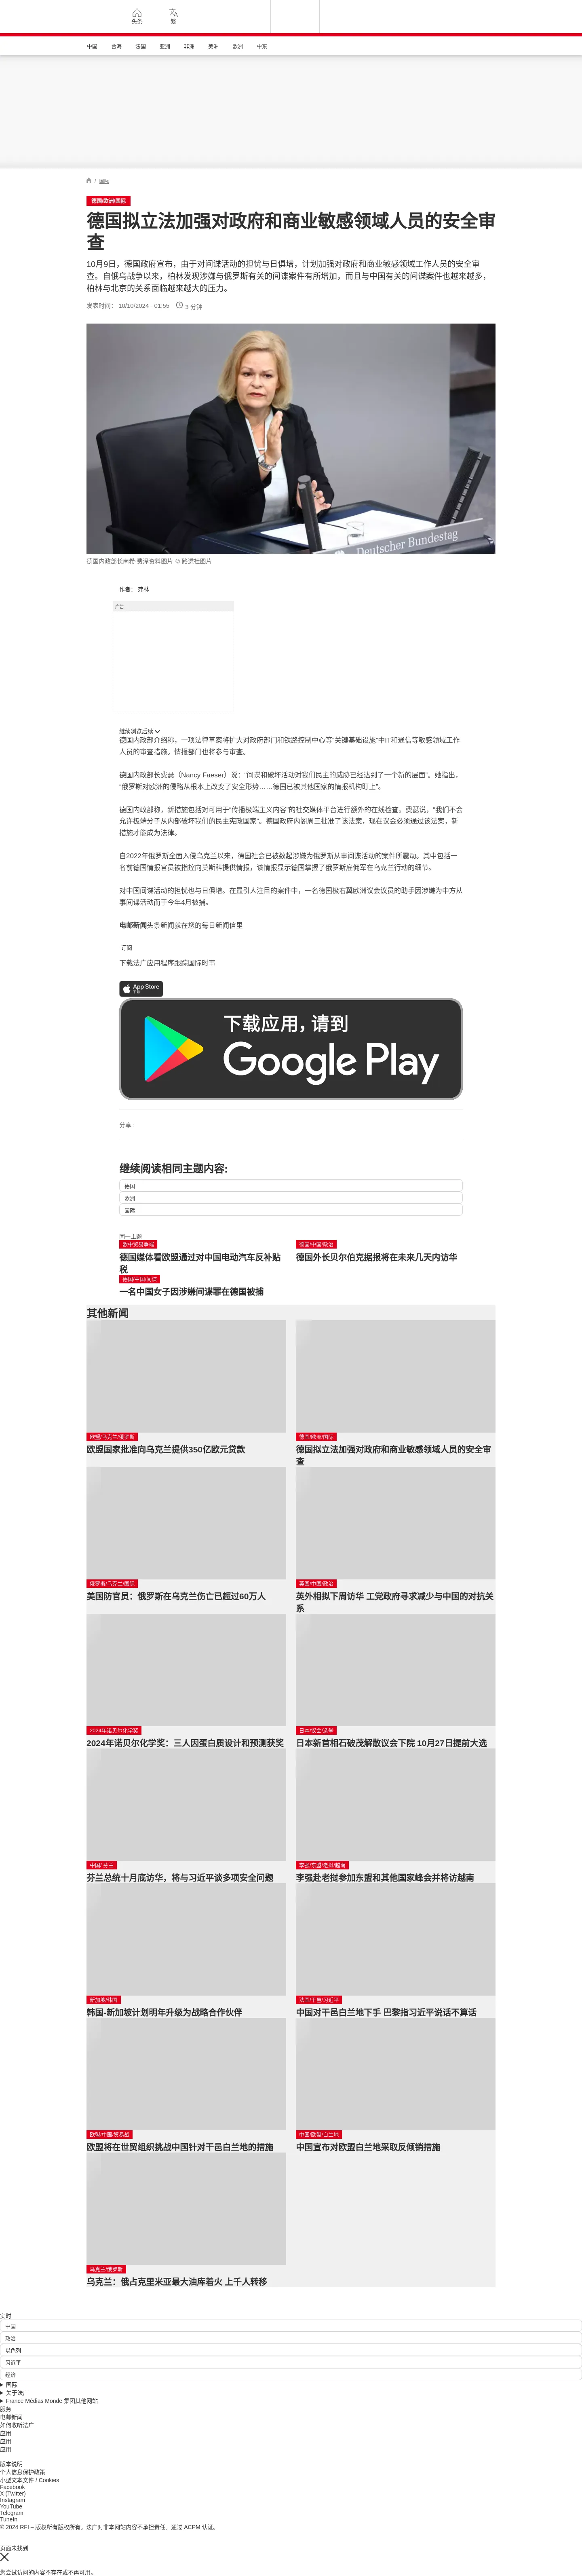 头条
繁
中国
台海
法国
亚洲
非洲
美洲
欧洲
中东
/ 国际
德国/欧洲/国际
德国拟立法加强对政府和商业敏感领域人员的安全审
查
10月9日，德国政府宣布，由于对间谍活动的担忧与日俱增，计划加强对政府和商业敏感领域工作人员的安全审
查。自俄乌战争以来，柏林发现涉嫌与俄罗斯有关的间谍案件有所增加，而且与中国有关的间谍案件也越来越多，
柏林与北京的关系面临越来越大的压力。
发表时间： 10/10/2024 - 01:55
3 分钟
Deutscher Bundestag
德国内政部长南希·费泽资料图片 © 路透社图片
作者： 弗林
广告
继续浏览后续
德国内政部介绍称，一项法律草案将扩大对政府部门和铁路控制中心等“关键基础设施”中IT和通信等敏感领域工作
人员的审查措施。情报部门也将参与审查。
德国内政部长费瑟（Nancy Faeser）说：“间谍和破坏活动对我们民主的威胁已经达到了一个新的层面”。她指出，
“俄罗斯对欧洲的侵略从根本上改变了安全形势……德国已被其他国家的情报机构盯上”。
德国内政部称，新措施包括对可用于“传播极端主义内容”的社交媒体平台进行额外的在线检查。费瑟说，“我们不会
允许极端分子从内部破坏我们的民主宪政国家”。德国政府内阁周三批准了该法案，现在议会必须通过该法案，新
措施才能成为法律。
自2022年俄罗斯全面入侵乌克兰以来，德国社会已被数起涉嫌为俄罗斯从事间谍活动的案件所震动。其中包括一
名前德国情报官员被指控向莫斯科提供情报，该情报显示德国掌握了俄罗斯雇佣军在乌克兰行动的细节。
对中国间谍活动的担忧也与日俱增。在最引人注目的案件中，一名德国极右翼欧洲议会议员的助手因涉嫌为中方从
事间谍活动而于今年4月被捕。
电邮新闻头条新闻就在您的每日新闻信里
订阅
下载法广应用程序跟踪国际时事
App Store
下载
下载应用，请到
Google Play
分享 :
继续阅读相同主题内容:
德国
欧洲
国际
同一主题
欧中贸易争端
德国媒体看欧盟通过对中国电动汽车反补贴
税
德国/中国/政治
德国外长贝尔伯克据报将在未来几天内访华
德国/中国/间谍
一名中国女子因涉嫌间谍罪在德国被捕
其他新闻
欧盟/乌克兰/俄罗斯
欧盟国家批准向乌克兰提供350亿欧元贷款
德国/欧洲/国际
德国拟立法加强对政府和商业敏感领域人员的安全审
查
俄罗斯/乌克兰/国际
美国防官员：俄罗斯在乌克兰伤亡已超过60万人
英国/中国/政治
英外相拟下周访华 工党政府寻求减少与中国的对抗关
系
2024年诺贝尔化学奖
2024年诺贝尔化学奖：三人因蛋白质设计和预测获奖
日本/议会/选举
日本新首相石破茂解散议会下院 10月27日提前大选
中国/ 芬兰
芬兰总统十月底访华，将与习近平谈多项安全问题
李强/东盟/老挝/越南
李强赴老挝参加东盟和其他国家峰会并将访越南
新加坡/韩国
韩国-新加坡计划明年升级为战略合作伙伴
法国/干邑/习近平
中国对干邑白兰地下手 巴黎指习近平说话不算话
欧盟/中国/贸易战
欧盟将在世贸组织挑战中国针对干邑白兰地的措施
中国/欧盟/白兰地
中国宣布对欧盟白兰地采取反倾销措施
乌克兰/俄罗斯
乌克兰：俄占克里米亚最大油库着火 上千人转移
实时
中国
政治
以色列
习近平
经济
国际
关于法广
France Médias Monde 集团其他网站
服务
电邮新闻
如何收听法广
应用
应用
应用
版本说明
个人信息保护政策
小型文本文件 / Cookies
Facebook
X (Twitter)
Instagram
YouTube
Telegram
TuneIn
© 2024 RFI – 版权所有版权所有。法广对非本网站内容不承担责任。通过 ACPM 认证。
页面未找到
您尝试访问的内容不存在或不再可用。